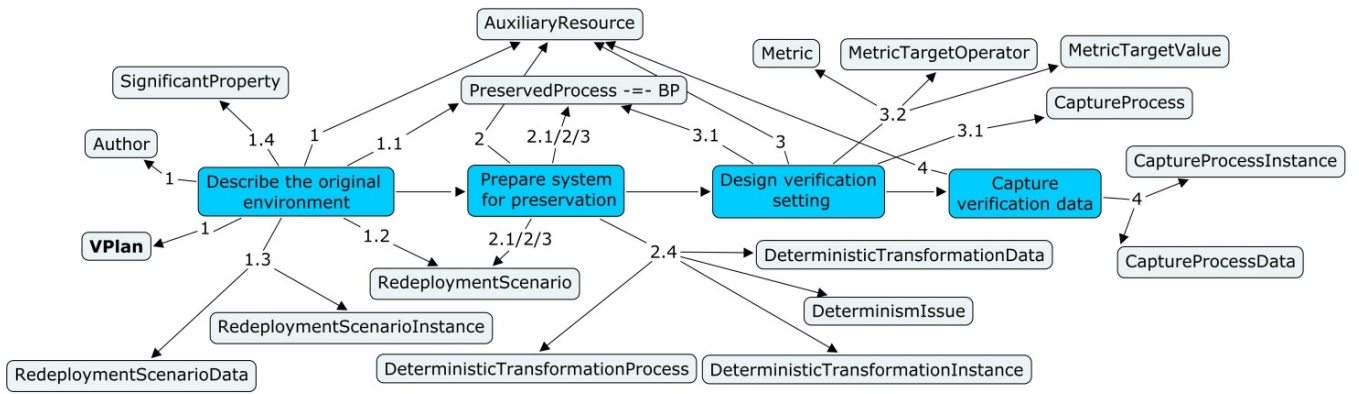 AuxiliaryResource
Metric
MetricTargetOperator
MetricTargetValue
SignificantProperty
PreservedProcess -=- BP
CaptureProcess
3.2
Author
1.4
1
1.1
2
2.1/2/3
3.1
3
3.1
4
CaptureProcessInstance
1
Describe the original
environment
Prepare system
for preservation
Design verification
setting
Capture
verification data
4
VPlan
1
1.2
2.1/2/3
1.3
2.4
DeterministicTransformationData
CaptureProcessData
RedeploymentScenario
DeterminismIssue
RedeploymentScenarioInstance
RedeploymentScenarioData
DeterministicTransformationProcess
DeterministicTransformationInstance